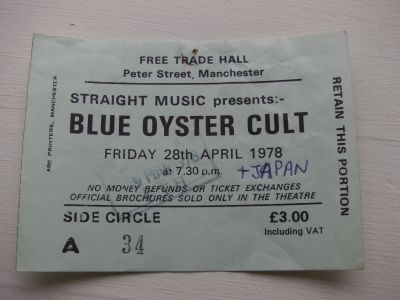 FREE TRADE HALL
Peter Street, Manchester
STRAIGHT MUSIC presents:-
BLUE OYSTER CULT
FRIDAY 28th APRIL 1978
at 7.30 p.m. + JAPAN
NO MONEY REFUNDS OR TICKET EXCHANGES
OFFICIAL BROCHURES SOLD ONLY IN THE THEATRE
SIDE CIRCLE £3.00
Including VAT
A 34
RETAIN THIS PORTION
ABC PRINTERS, MANCHESTER